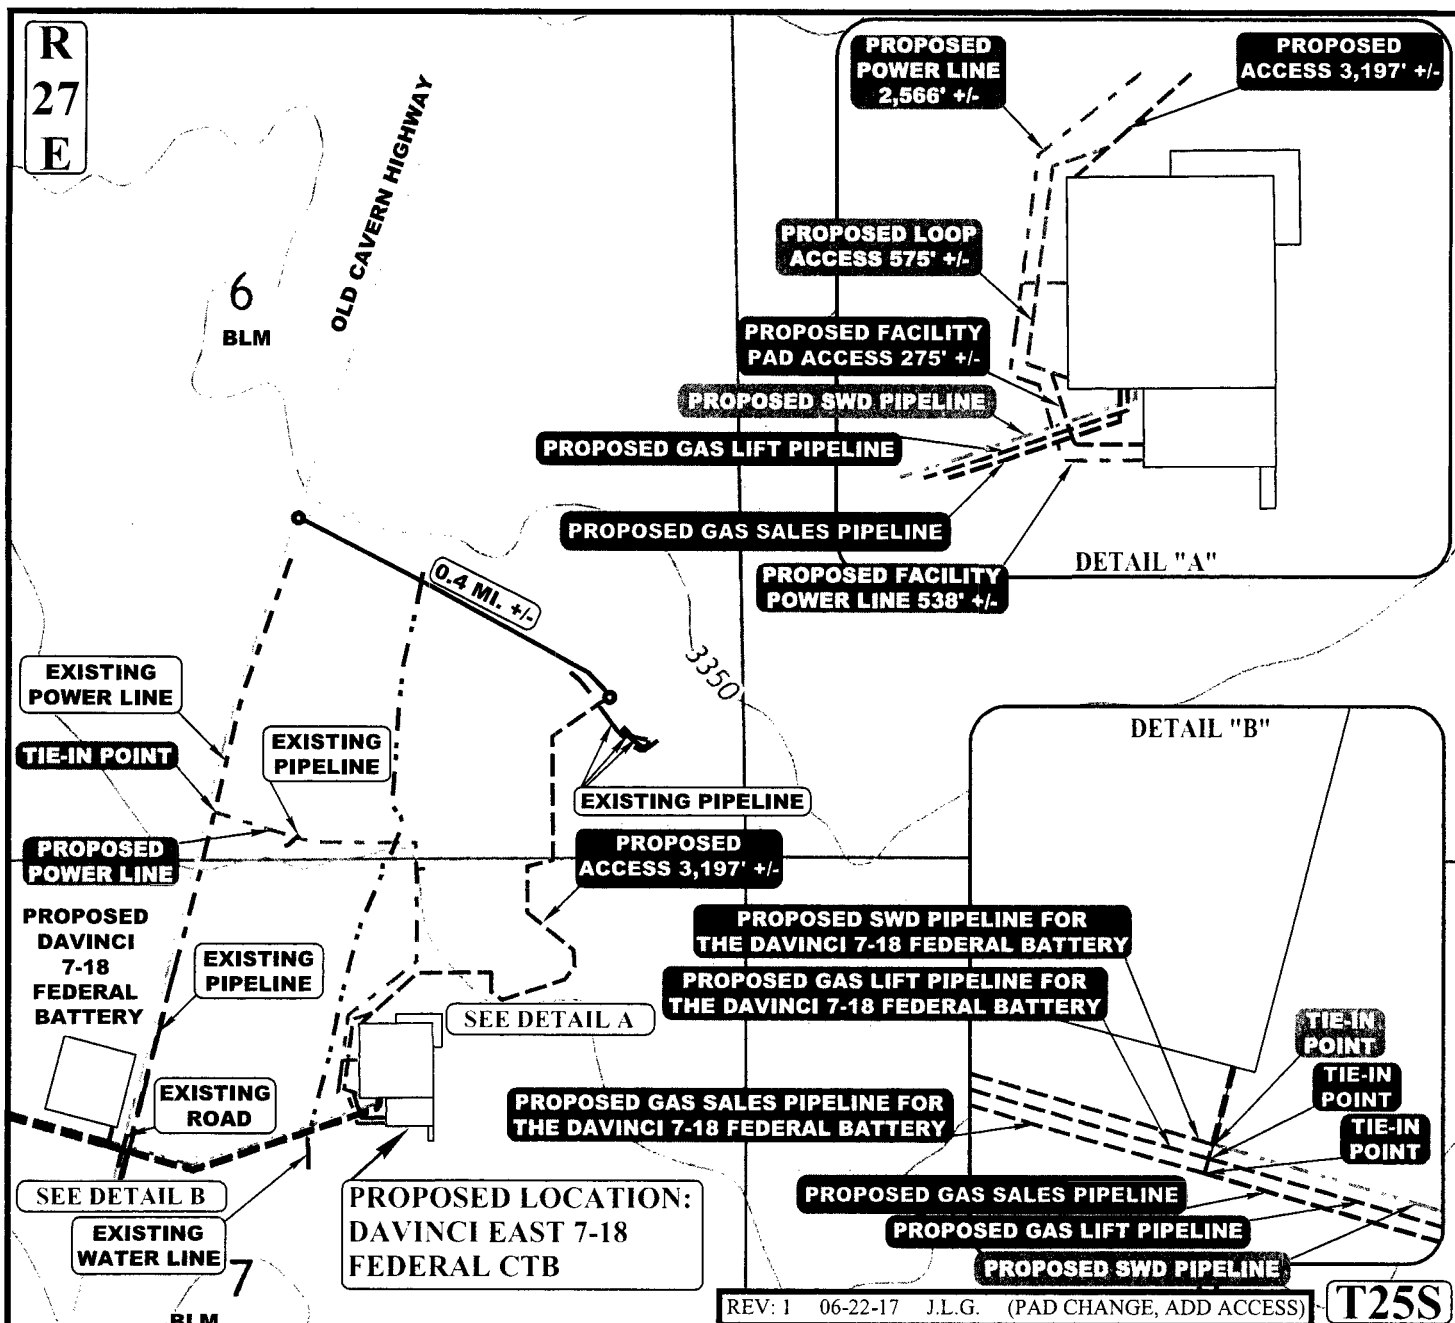 R
27
E
OLD CAVERN HIGHWAY
6
BLM
PROPOSED
POWER LINE
2,566' +/-
PROPOSED
ACCESS 3,197' +/-
PROPOSED LOOP
ACCESS 575' +/-
PROPOSED FACILITY
PAD ACCESS 275' +/-
PROPOSED SWD PIPELINE
PROPOSED GAS LIFT PIPELINE
PROPOSED GAS SALES PIPELINE
DETAIL "A"
PROPOSED FACILITY
POWER LINE 538' +/-
0.4 MI. +/-
3350
EXISTING
POWER LINE
TIE-IN POINT
EXISTING
PIPELINE
EXISTING PIPELINE
PROPOSED
POWER LINE
PROPOSED
ACCESS 3,197' +/-
PROPOSED
DAVINCI
7-18
FEDERAL
BATTERY
EXISTING
PIPELINE
SEE DETAIL A
EXISTING
ROAD
SEE DETAIL B
EXISTING
WATER LINE
PROPOSED LOCATION:
DAVINCI EAST 7-18
FEDERAL CTB
7
BLM
DETAIL "B"
PROPOSED SWD PIPELINE FOR
THE DAVINCI 7-18 FEDERAL BATTERY
PROPOSED GAS LIFT PIPELINE FOR
THE DAVINCI 7-18 FEDERAL BATTERY
TIE-IN
POINT
TIE-IN
POINT
TIE-IN
POINT
PROPOSED GAS SALES PIPELINE FOR
THE DAVINCI 7-18 FEDERAL BATTERY
PROPOSED GAS SALES PIPELINE
PROPOSED GAS LIFT PIPELINE
PROPOSED SWD PIPELINE
REV: 1 06-22-17 J.L.G. (PAD CHANGE, ADD ACCESS)
T25S